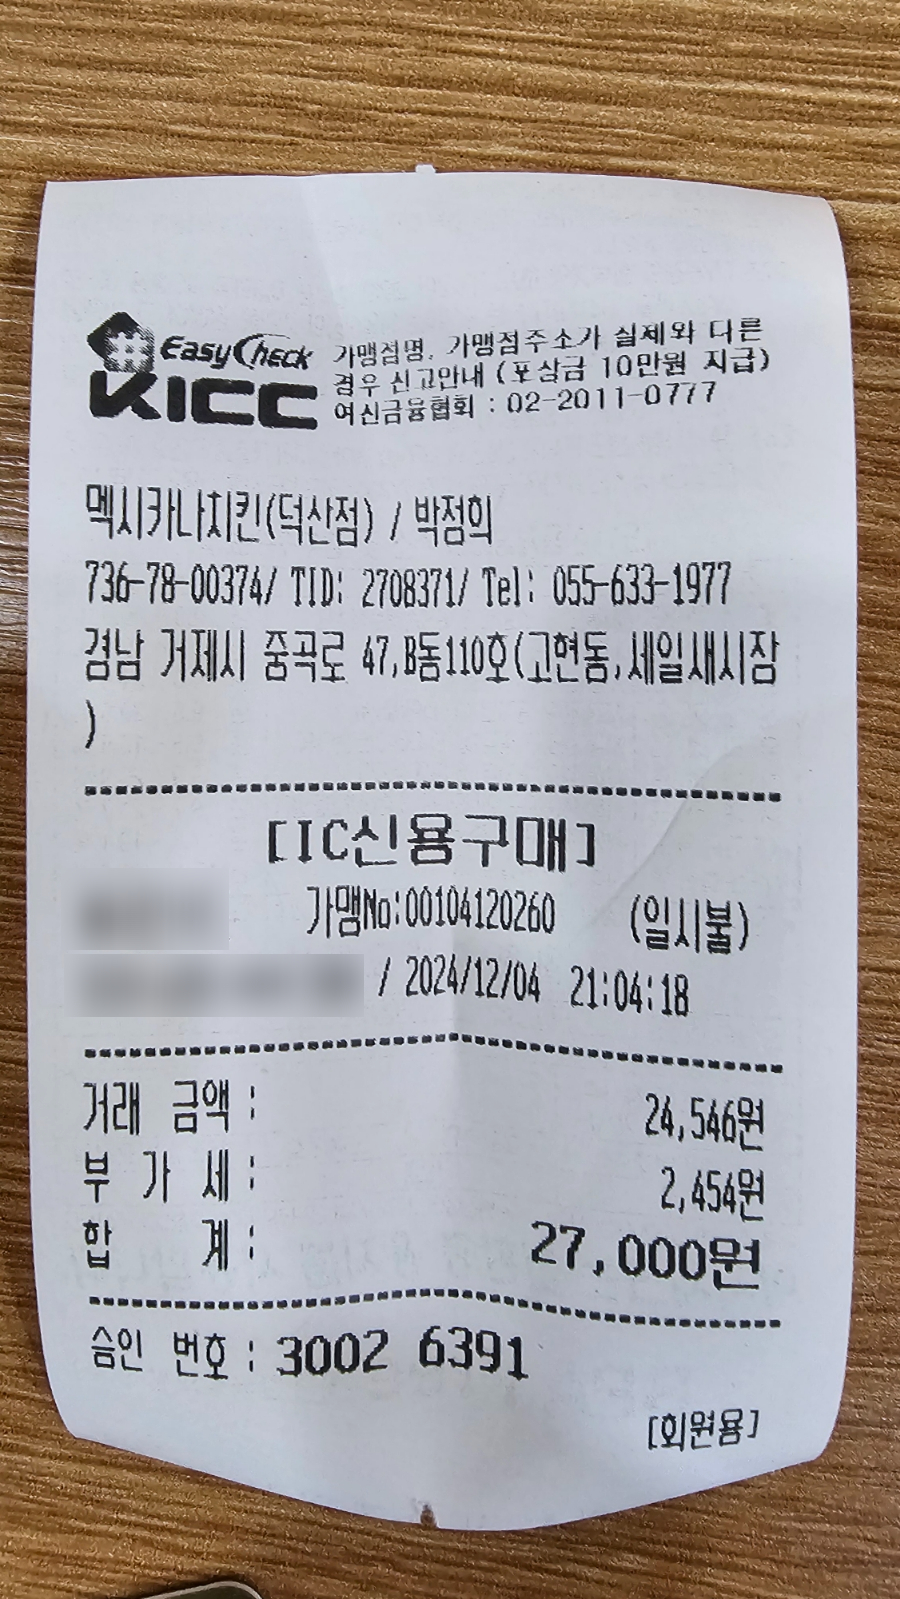 EasyCheck
KICC
가맹점명, 가맹점주소가 실제와 다른
경우 신고안내 (포상금 10만원 지급)
여신금융협회 : 02-2011-0777
멕시카나치킨(덕산점) / 박점희
736-78-00374/ TID: 2708371/ Tel: 055-633-1977
경남 거제시 중곡로 47,B동110호(고현동,세일새시장
)
[IC신용구매]
가맹No:00104120260 (일시불)
/ 2024/12/04 21:04:18
거래 금액 : 24,546원
부 가 세 : 2,454원
합 계 : 27,000원
승인 번호 : 3002 6391
[회원용]